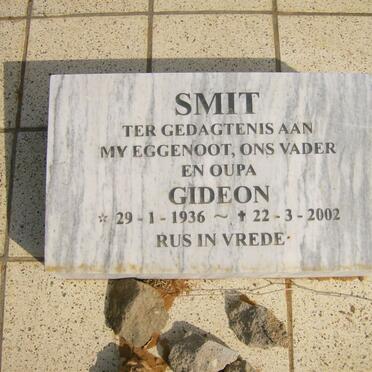 SMIT
TER GEDAGTENIS AAN
MY EGGENOOT, ONS VADER
EN OUPA
GIDEON
☆ 29-1-1936 ~ ✝ 22-3-2002
RUS IN VREDE